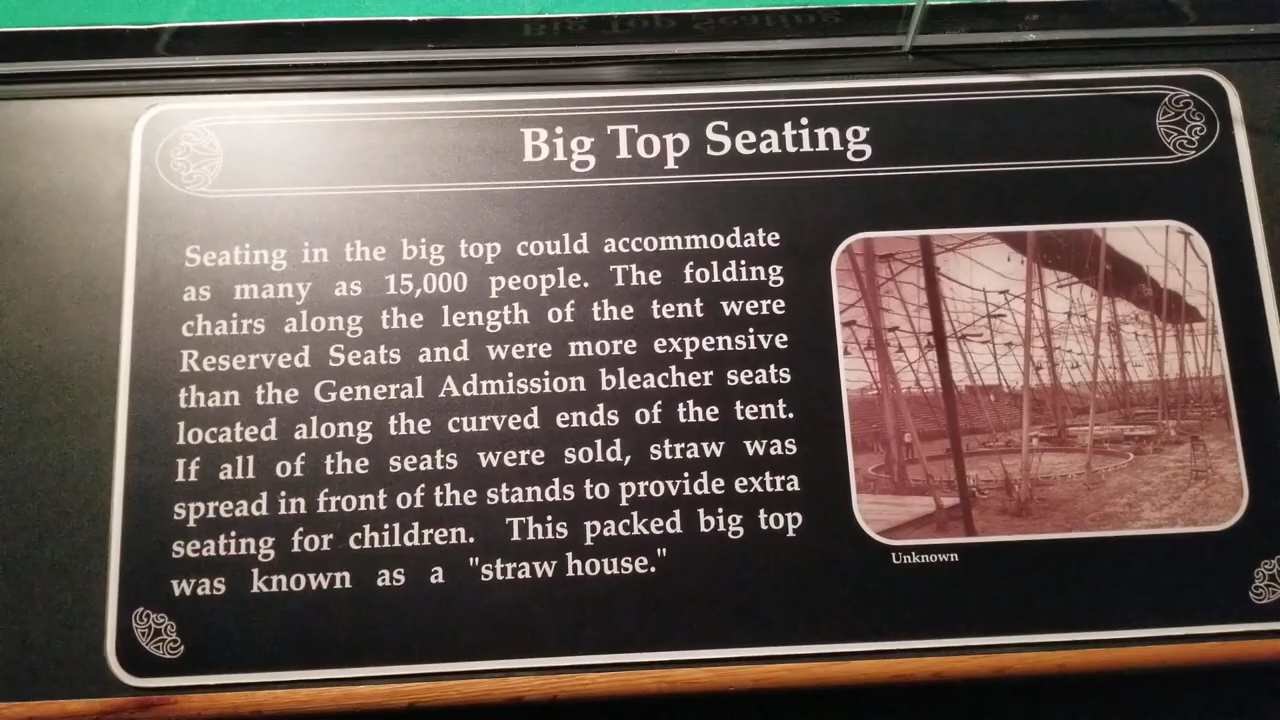 Big Top Seating
Big Top Seating
Seating in the big top could accommodate
as many as 15,000 people. The folding
chairs along the length of the tent were
Reserved Seats and were more expensive
than the General Admission bleacher seats
located along the curved ends of the tent.
If all of the seats were sold, straw was
spread in front of the stands to provide extra
seating for children. This packed big top
was known as a "straw house."
Unknown